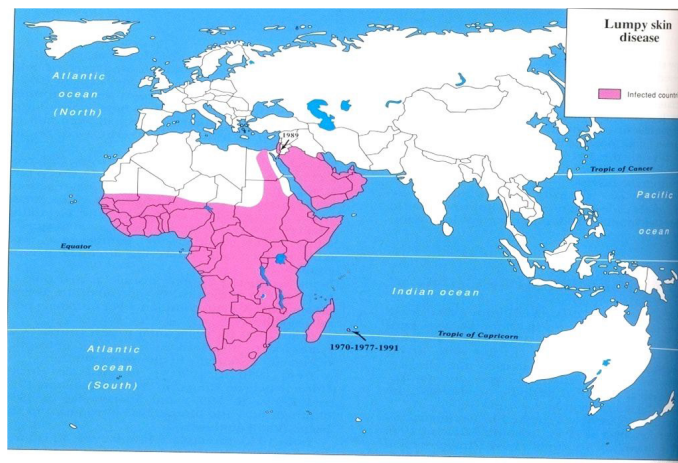 Lumpy skin
disease
Infected countr
Atlantic
ocean
(North)
1989
Tropic of Cancer
Pacific
ocean
Equator
Indian ocean
Tropic of Capricorn
1970-1977-1991
Atlantic
ocean
(South)